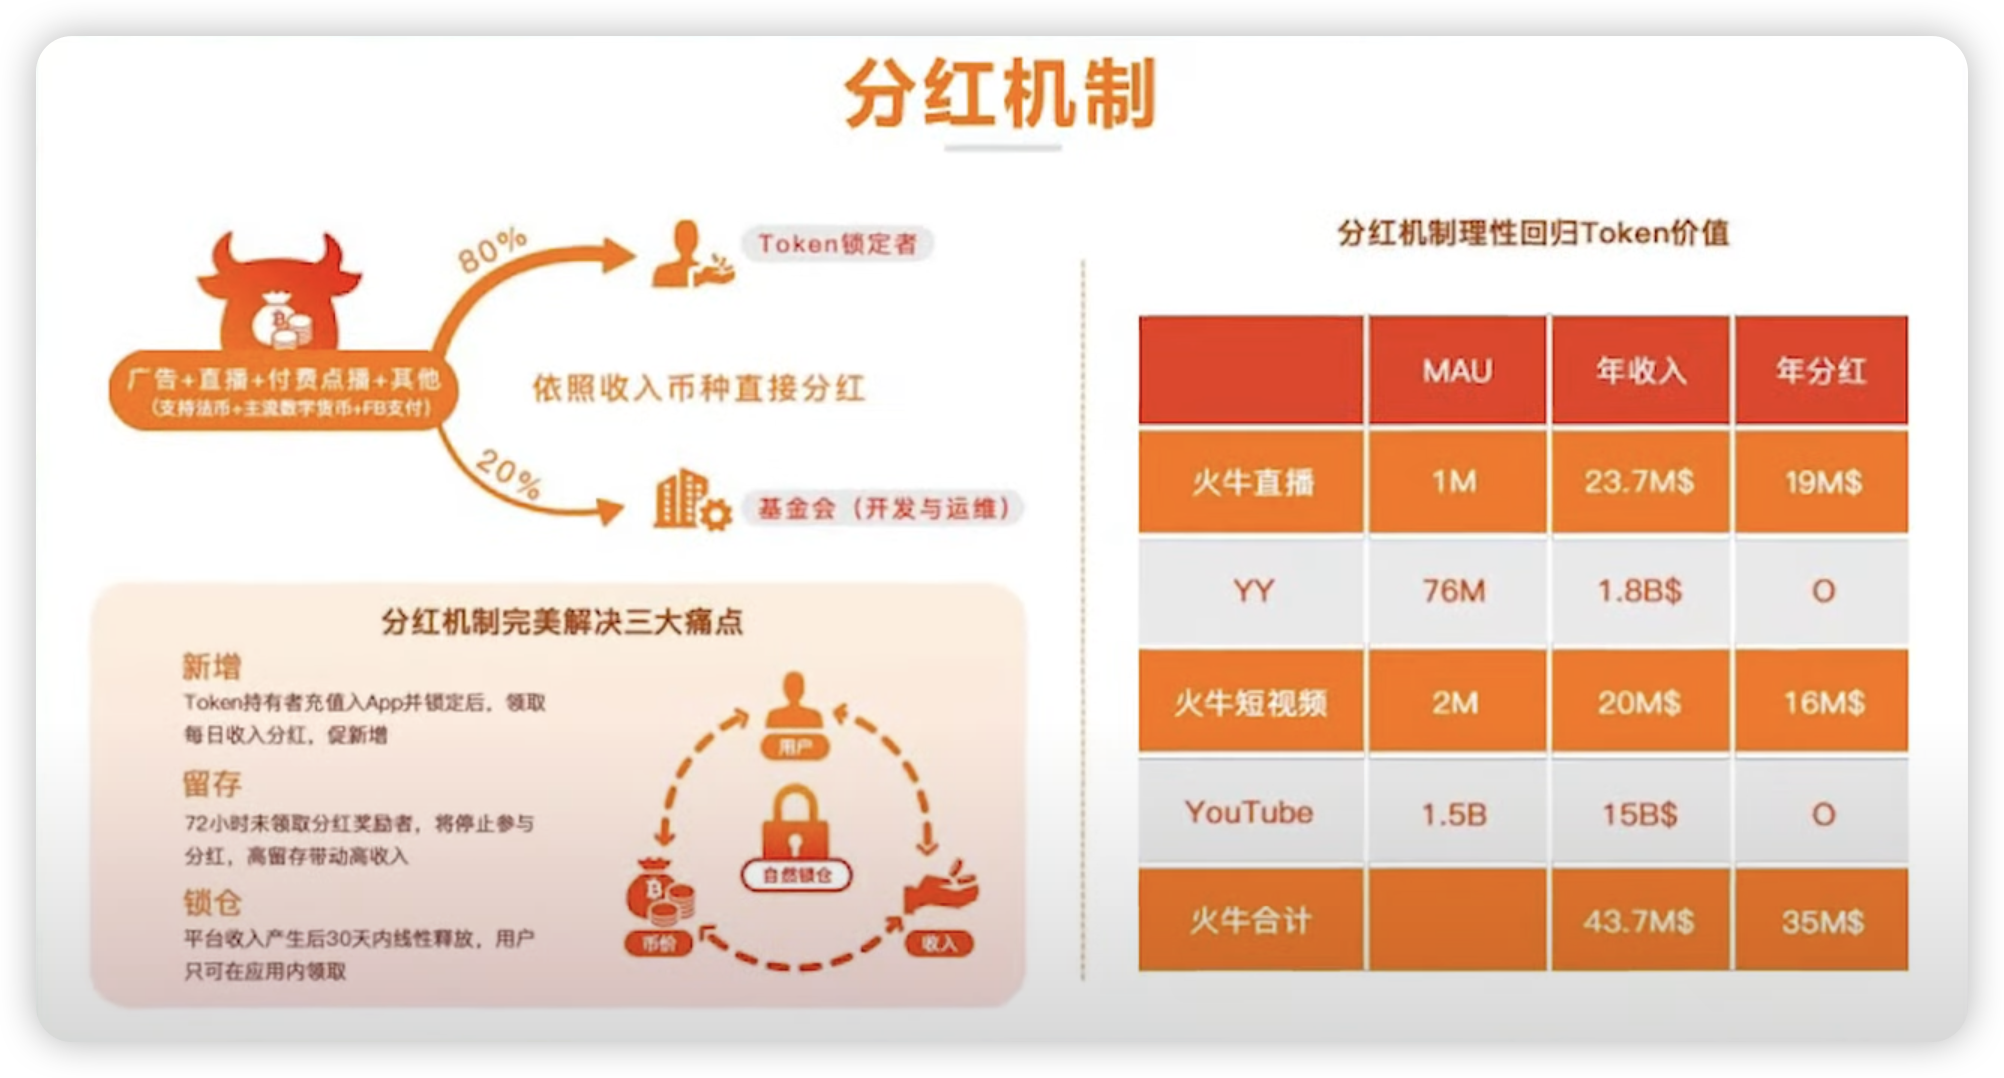 分红机制
80%
Token锁定者
广告+直播+付费点播+其他
（支持法币+主流数字货币+FB支付）
依照收入币种直接分红
20%
基金会（开发与运维）
分红机制完美解决三大痛点
新增
Token持有者充值入App并锁定后，领取
每日收入分红，促新增
留存
72小时未领取分红奖励者，将停止参与
分红，高留存带动高收入
锁仓
平台收入产生后30天内线性释放，用户
只可在应用内领取
用户
自然锁仓
币价
收入
分红机制理性回归Token价值
MAU 年收入 年分红
火牛直播 1M 23.7M$ 19M$
YY 76M 1.8B$ O
火牛短视频 2M 20M$ 16M$
YouTube 1.5B 15B$ O
火牛合计 43.7M$ 35M$